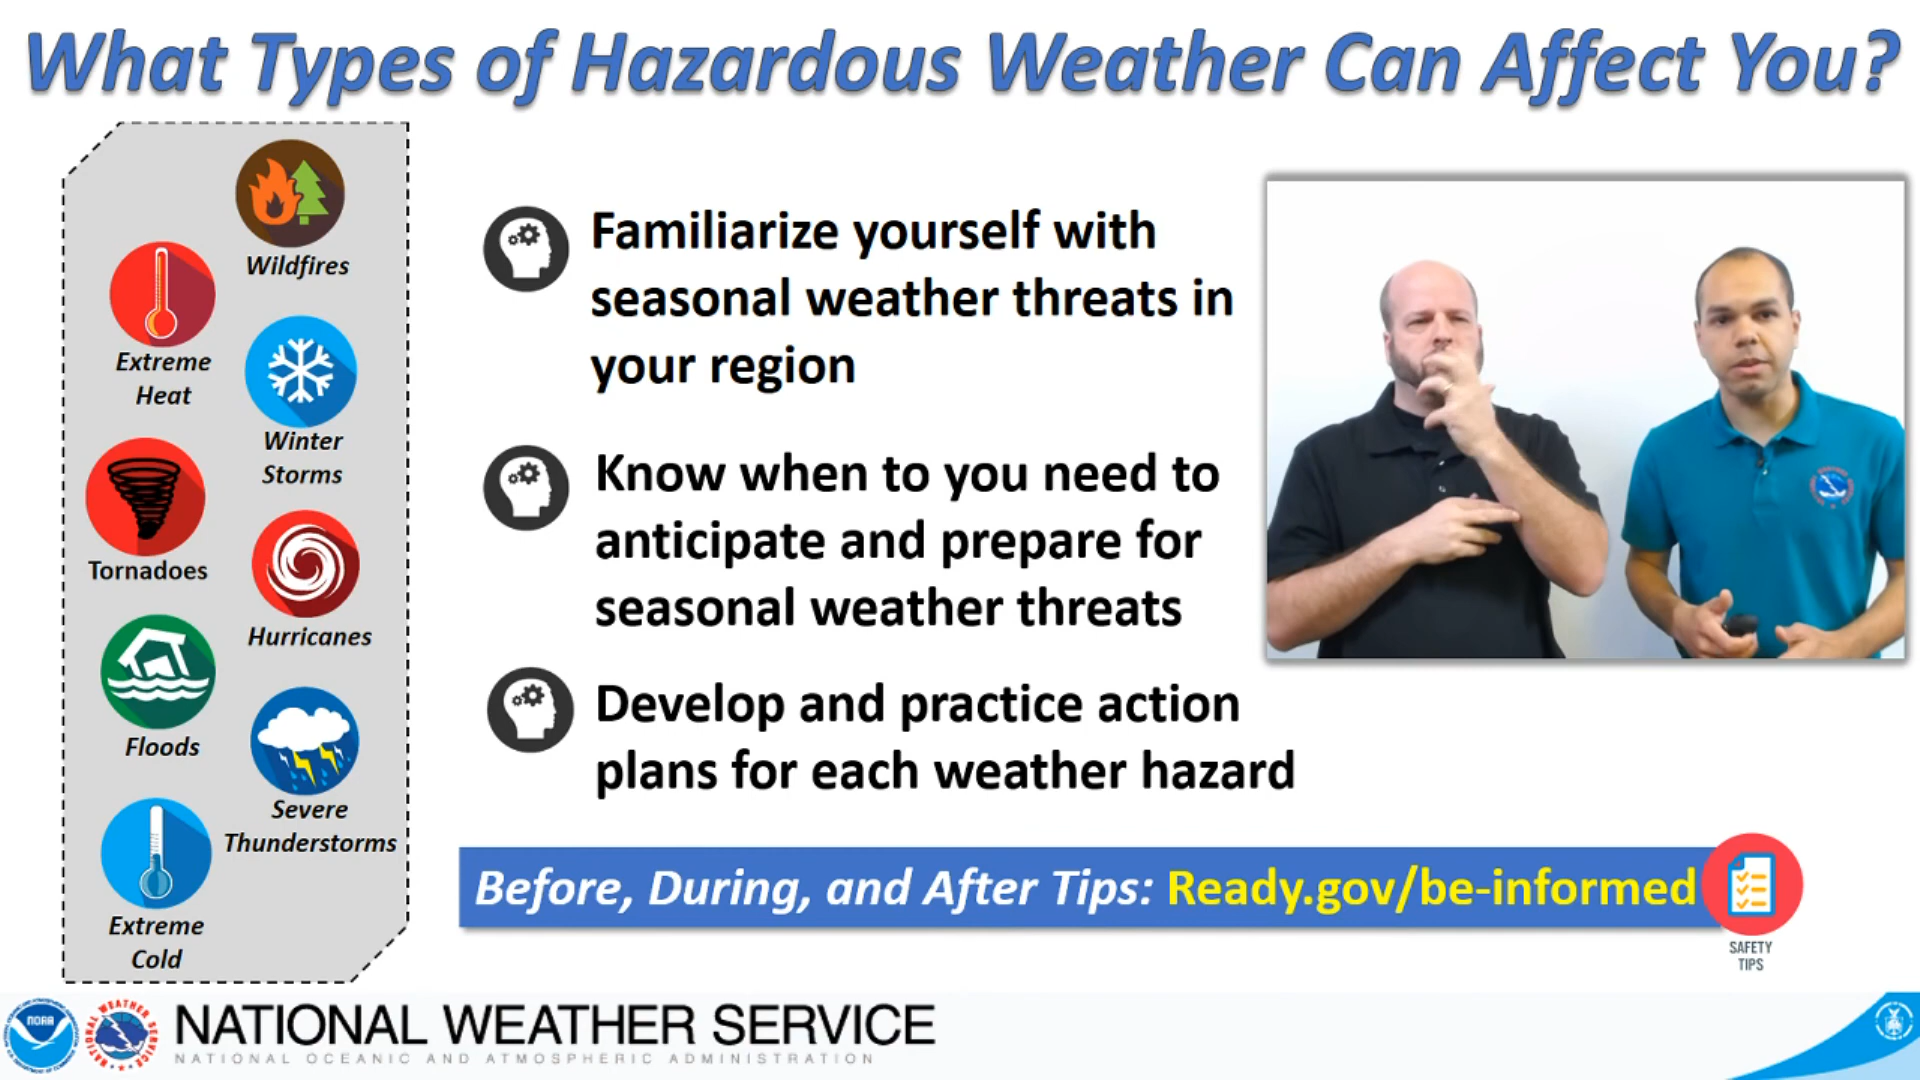 What Types of Hazardous Weather Can Affect You?
Wildfires
Extreme
Heat
Winter
Storms
Tornadoes
Hurricanes
Floods
Severe
Thunderstorms
Extreme
Cold
Familiarize yourself with
seasonal weather threats in
your region
Know when to you need to
anticipate and prepare for
seasonal weather threats
Develop and practice action
plans for each weather hazard
Before, During, and After Tips: Ready.gov/be-informed
SAFETY
TIPS
NOAA
NATIONAL WEATHER SERVICE
NATIONAL OCEANIC AND ATMOSPHERIC ADMINISTRATION